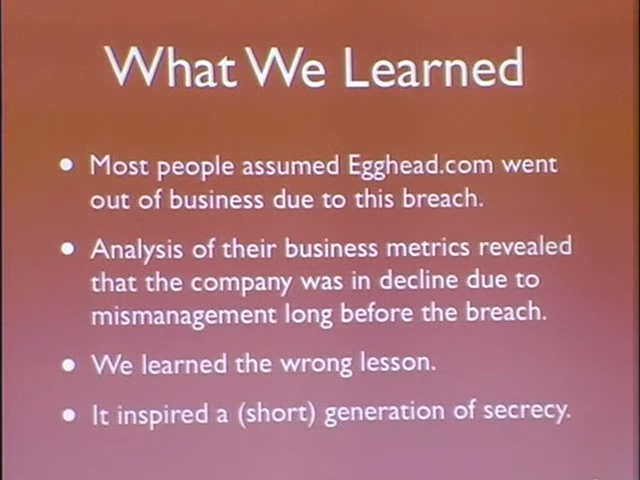 What We Learned
• Most people assumed Egghead.com went
out of business due to this breach.
• Analysis of their business metrics revealed
that the company was in decline due to
mismanagement long before the breach.
• We learned the wrong lesson.
• It inspired a (short) generation of secrecy.